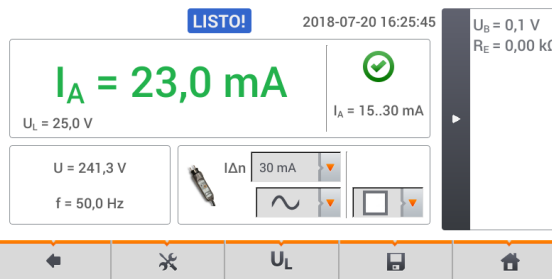 LISTO!
2018-07-20 16:25:45
I_A = 23,0 mA
U_L = 25,0 V
I_A = 15..30 mA
U = 241,3 V
f = 50,0 Hz
IΔn
30 mA
U_B = 0,1 V
R_E = 0,00 kΩ
U_L